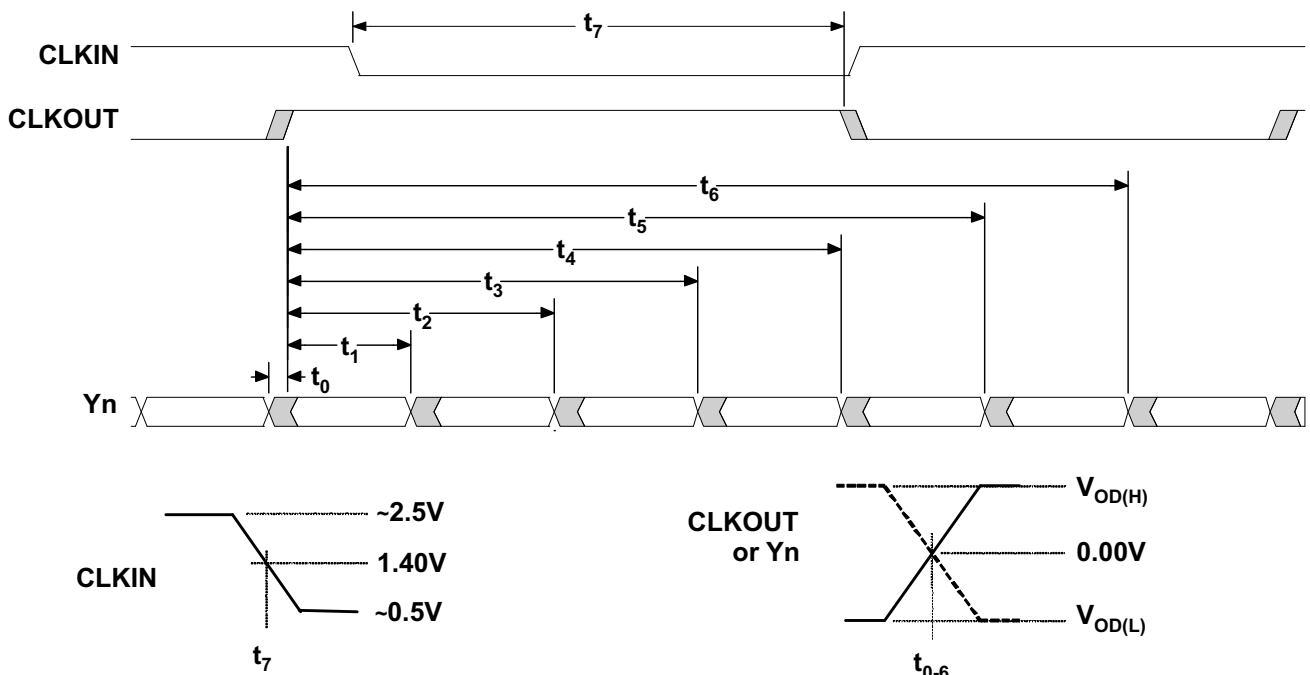 t7
CLKIN
CLKOUT
t6
t5
t4
t3
t2
t1
t0
Yn
~2.5V
1.40V
CLKIN
~0.5V
t7
VOD(H)
CLKOUT
or Yn
0.00V
VOD(L)
t0-6